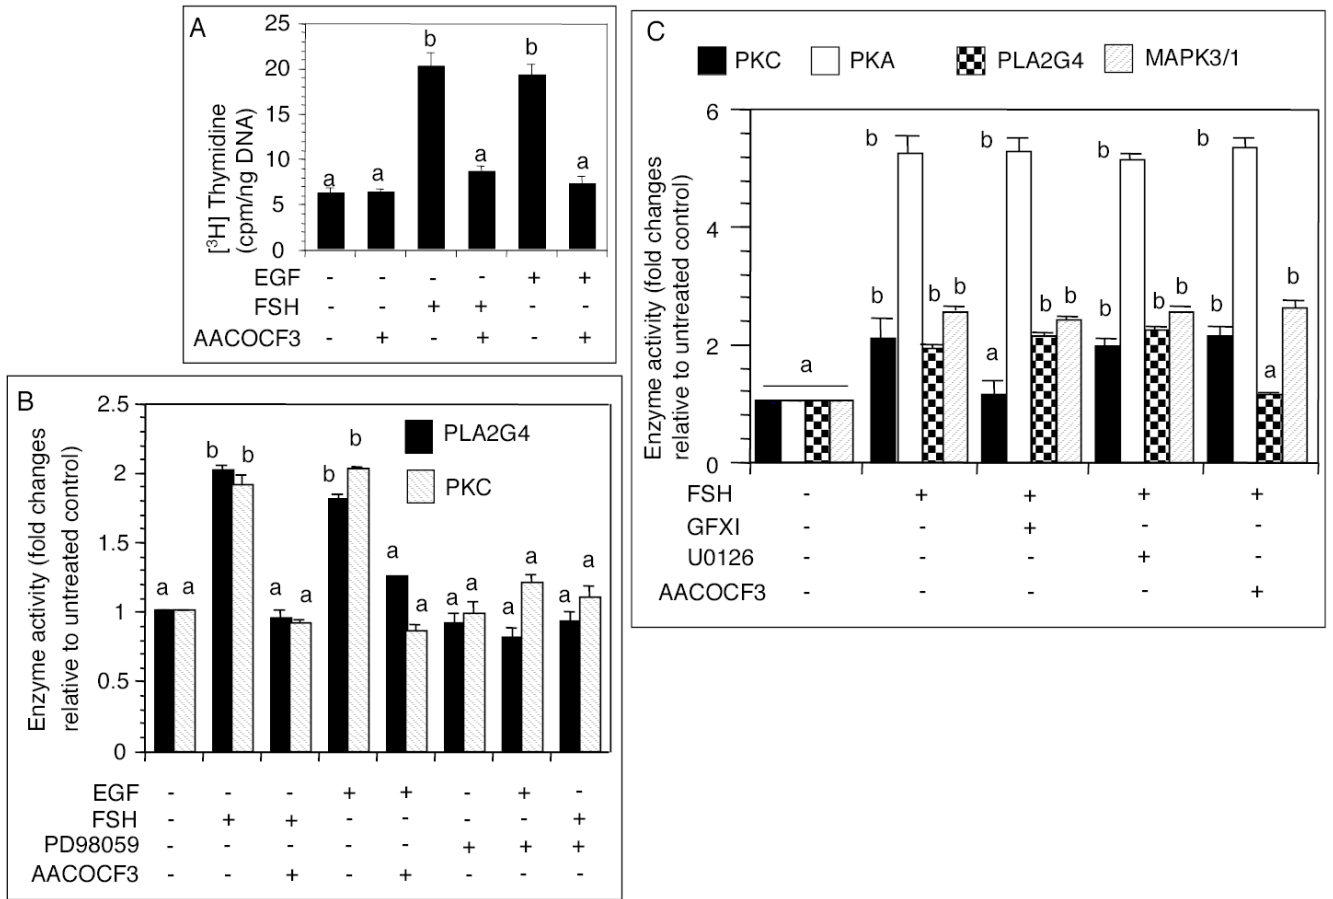 A
25
20
15
10
5
0
[³H] Thymidine
(cpm/ng DNA)
a a b a b a
EGF - - - - + +
FSH - - + + - -
AACOCF3 - + - + - +
B
2.5
2
1.5
1
0.5
0
Enzyme activity (fold changes
relative to untreated control)
PLA2G4
PKC
a a b b a a b b a a a a a a a a
EGF - - - + + - + -
FSH - + + - - - - +
PD98059 - - - - - + + +
AACOCF3 - - + - + - - -
C
PKC PKA PLA2G4 MAPK3/1
6
4
2
0
Enzyme activity (fold changes
relative to untreated control)
a b b b b a b b b b b b b b b a b
FSH - + + + +
GFXI - - + - -
U0126 - - - + -
AACOCF3 - - - - +